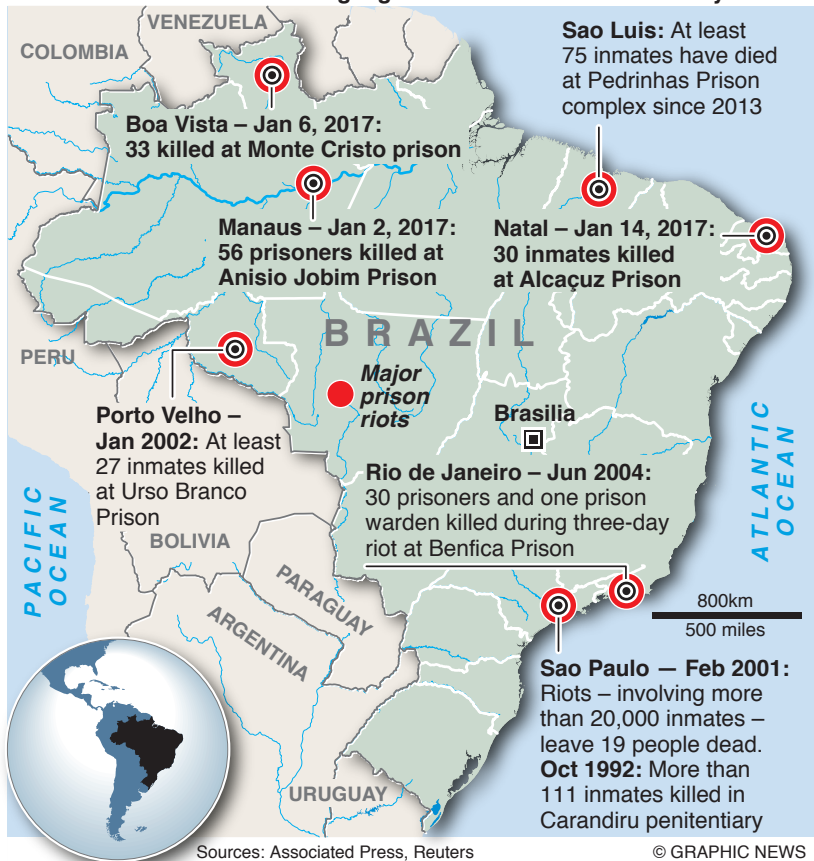 VENEZUELA
COLOMBIA
Sao Luis: At least
75 inmates have died
at Pedrinhas Prison
complex since 2013
Boa Vista – Jan 6, 2017:
33 killed at Monte Cristo prison
Manaus – Jan 2, 2017:
56 prisoners killed at
Anisio Jobim Prison
Natal – Jan 14, 2017:
30 inmates killed
at Alcaçuz Prison
BRAZIL
PERU
Major
prison
riots
Brasilia
Porto Velho –
Jan 2002: At least
27 inmates killed
at Urso Branco
Prison
Rio de Janeiro – Jun 2004:
30 prisoners and one prison
warden killed during three-day
riot at Benfica Prison
ATLANTIC
OCEAN
PACIFIC
OCEAN
BOLIVIA
PARAGUAY
ARGENTINA
800km
500 miles
Sao Paulo — Feb 2001:
Riots – involving more
than 20,000 inmates –
leave 19 people dead.
Oct 1992: More than
111 inmates killed in
Carandiru penitentiary
URUGUAY
Sources: Associated Press, Reuters
© GRAPHIC NEWS